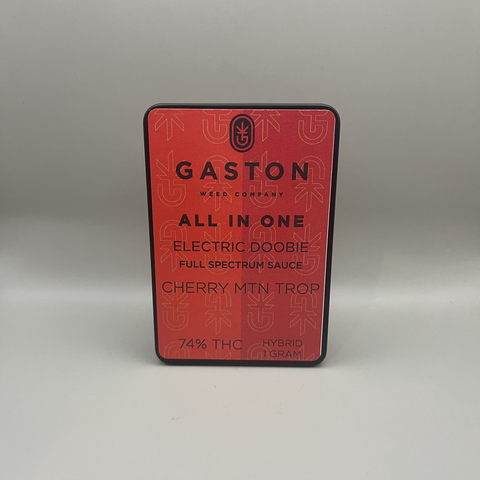 GASTON
WEED COMPANY
ALL IN ONE
ELECTRIC DOOBIE
FULL SPECTRUM SAUCE
CHERRY MTN TROP
74% THC
HYBRID
1 GRAM